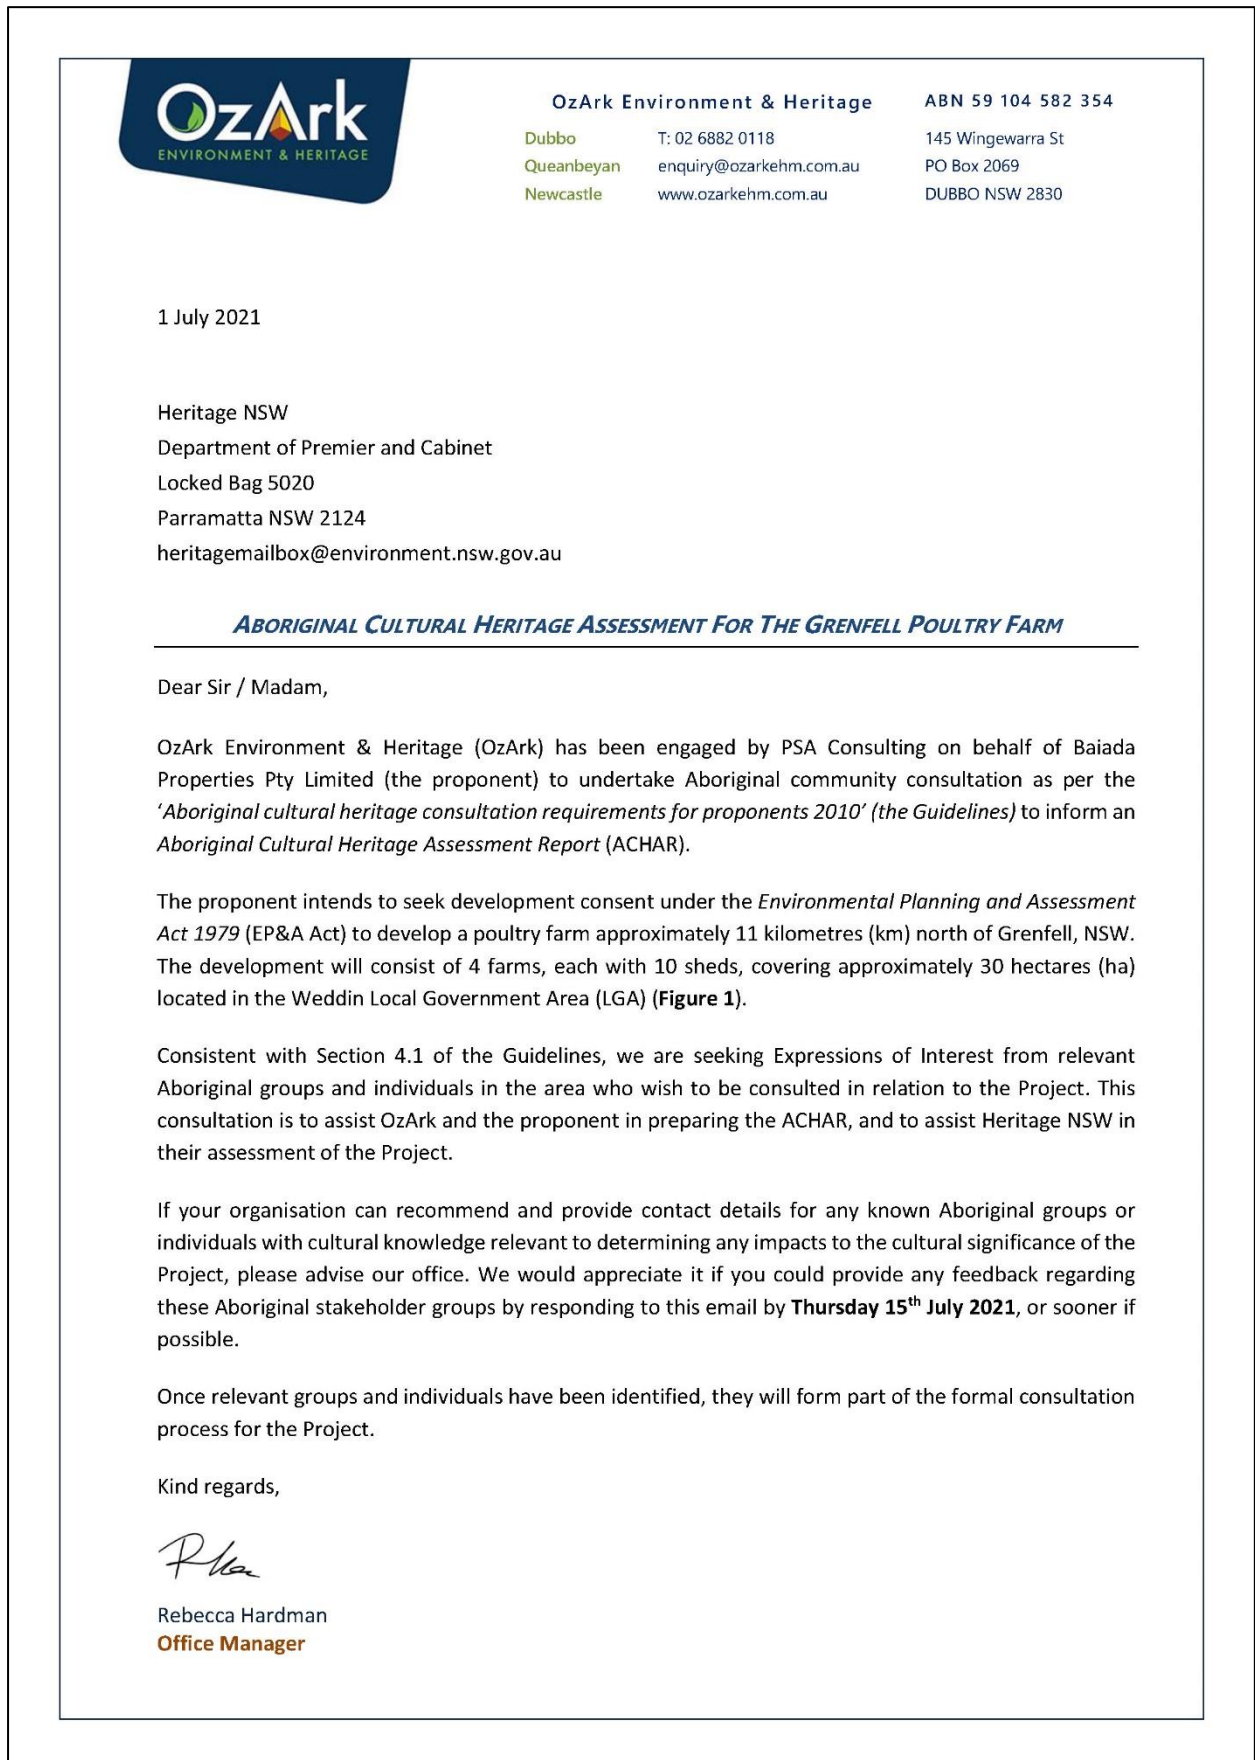 OzArk
ENVIRONMENT & HERITAGE
OzArk Environment & Heritage
ABN 59 104 582 354
Dubbo T: 02 6882 0118 145 Wingewarra St
Queanbeyan enquiry@ozarkehm.com.au PO Box 2069
Newcastle www.ozarkehm.com.au DUBBO NSW 2830
1 July 2021
Heritage NSW
Department of Premier and Cabinet
Locked Bag 5020
Parramatta NSW 2124
heritagemailbox@environment.nsw.gov.au
ABORIGINAL CULTURAL HERITAGE ASSESSMENT FOR THE GRENFELL POULTRY FARM
Dear Sir / Madam,
OzArk Environment & Heritage (OzArk) has been engaged by PSA Consulting on behalf of Baiada
Properties Pty Limited (the proponent) to undertake Aboriginal community consultation as per the
‘Aboriginal cultural heritage consultation requirements for proponents 2010’ (the Guidelines) to inform an
Aboriginal Cultural Heritage Assessment Report (ACHAR).
The proponent intends to seek development consent under the Environmental Planning and Assessment
Act 1979 (EP&A Act) to develop a poultry farm approximately 11 kilometres (km) north of Grenfell, NSW.
The development will consist of 4 farms, each with 10 sheds, covering approximately 30 hectares (ha)
located in the Weddin Local Government Area (LGA) (Figure 1).
Consistent with Section 4.1 of the Guidelines, we are seeking Expressions of Interest from relevant
Aboriginal groups and individuals in the area who wish to be consulted in relation to the Project. This
consultation is to assist OzArk and the proponent in preparing the ACHAR, and to assist Heritage NSW in
their assessment of the Project.
If your organisation can recommend and provide contact details for any known Aboriginal groups or
individuals with cultural knowledge relevant to determining any impacts to the cultural significance of the
Project, please advise our office. We would appreciate it if you could provide any feedback regarding
these Aboriginal stakeholder groups by responding to this email by Thursday 15th July 2021, or sooner if
possible.
Once relevant groups and individuals have been identified, they will form part of the formal consultation
process for the Project.
Kind regards,
Rebecca Hardman
Office Manager